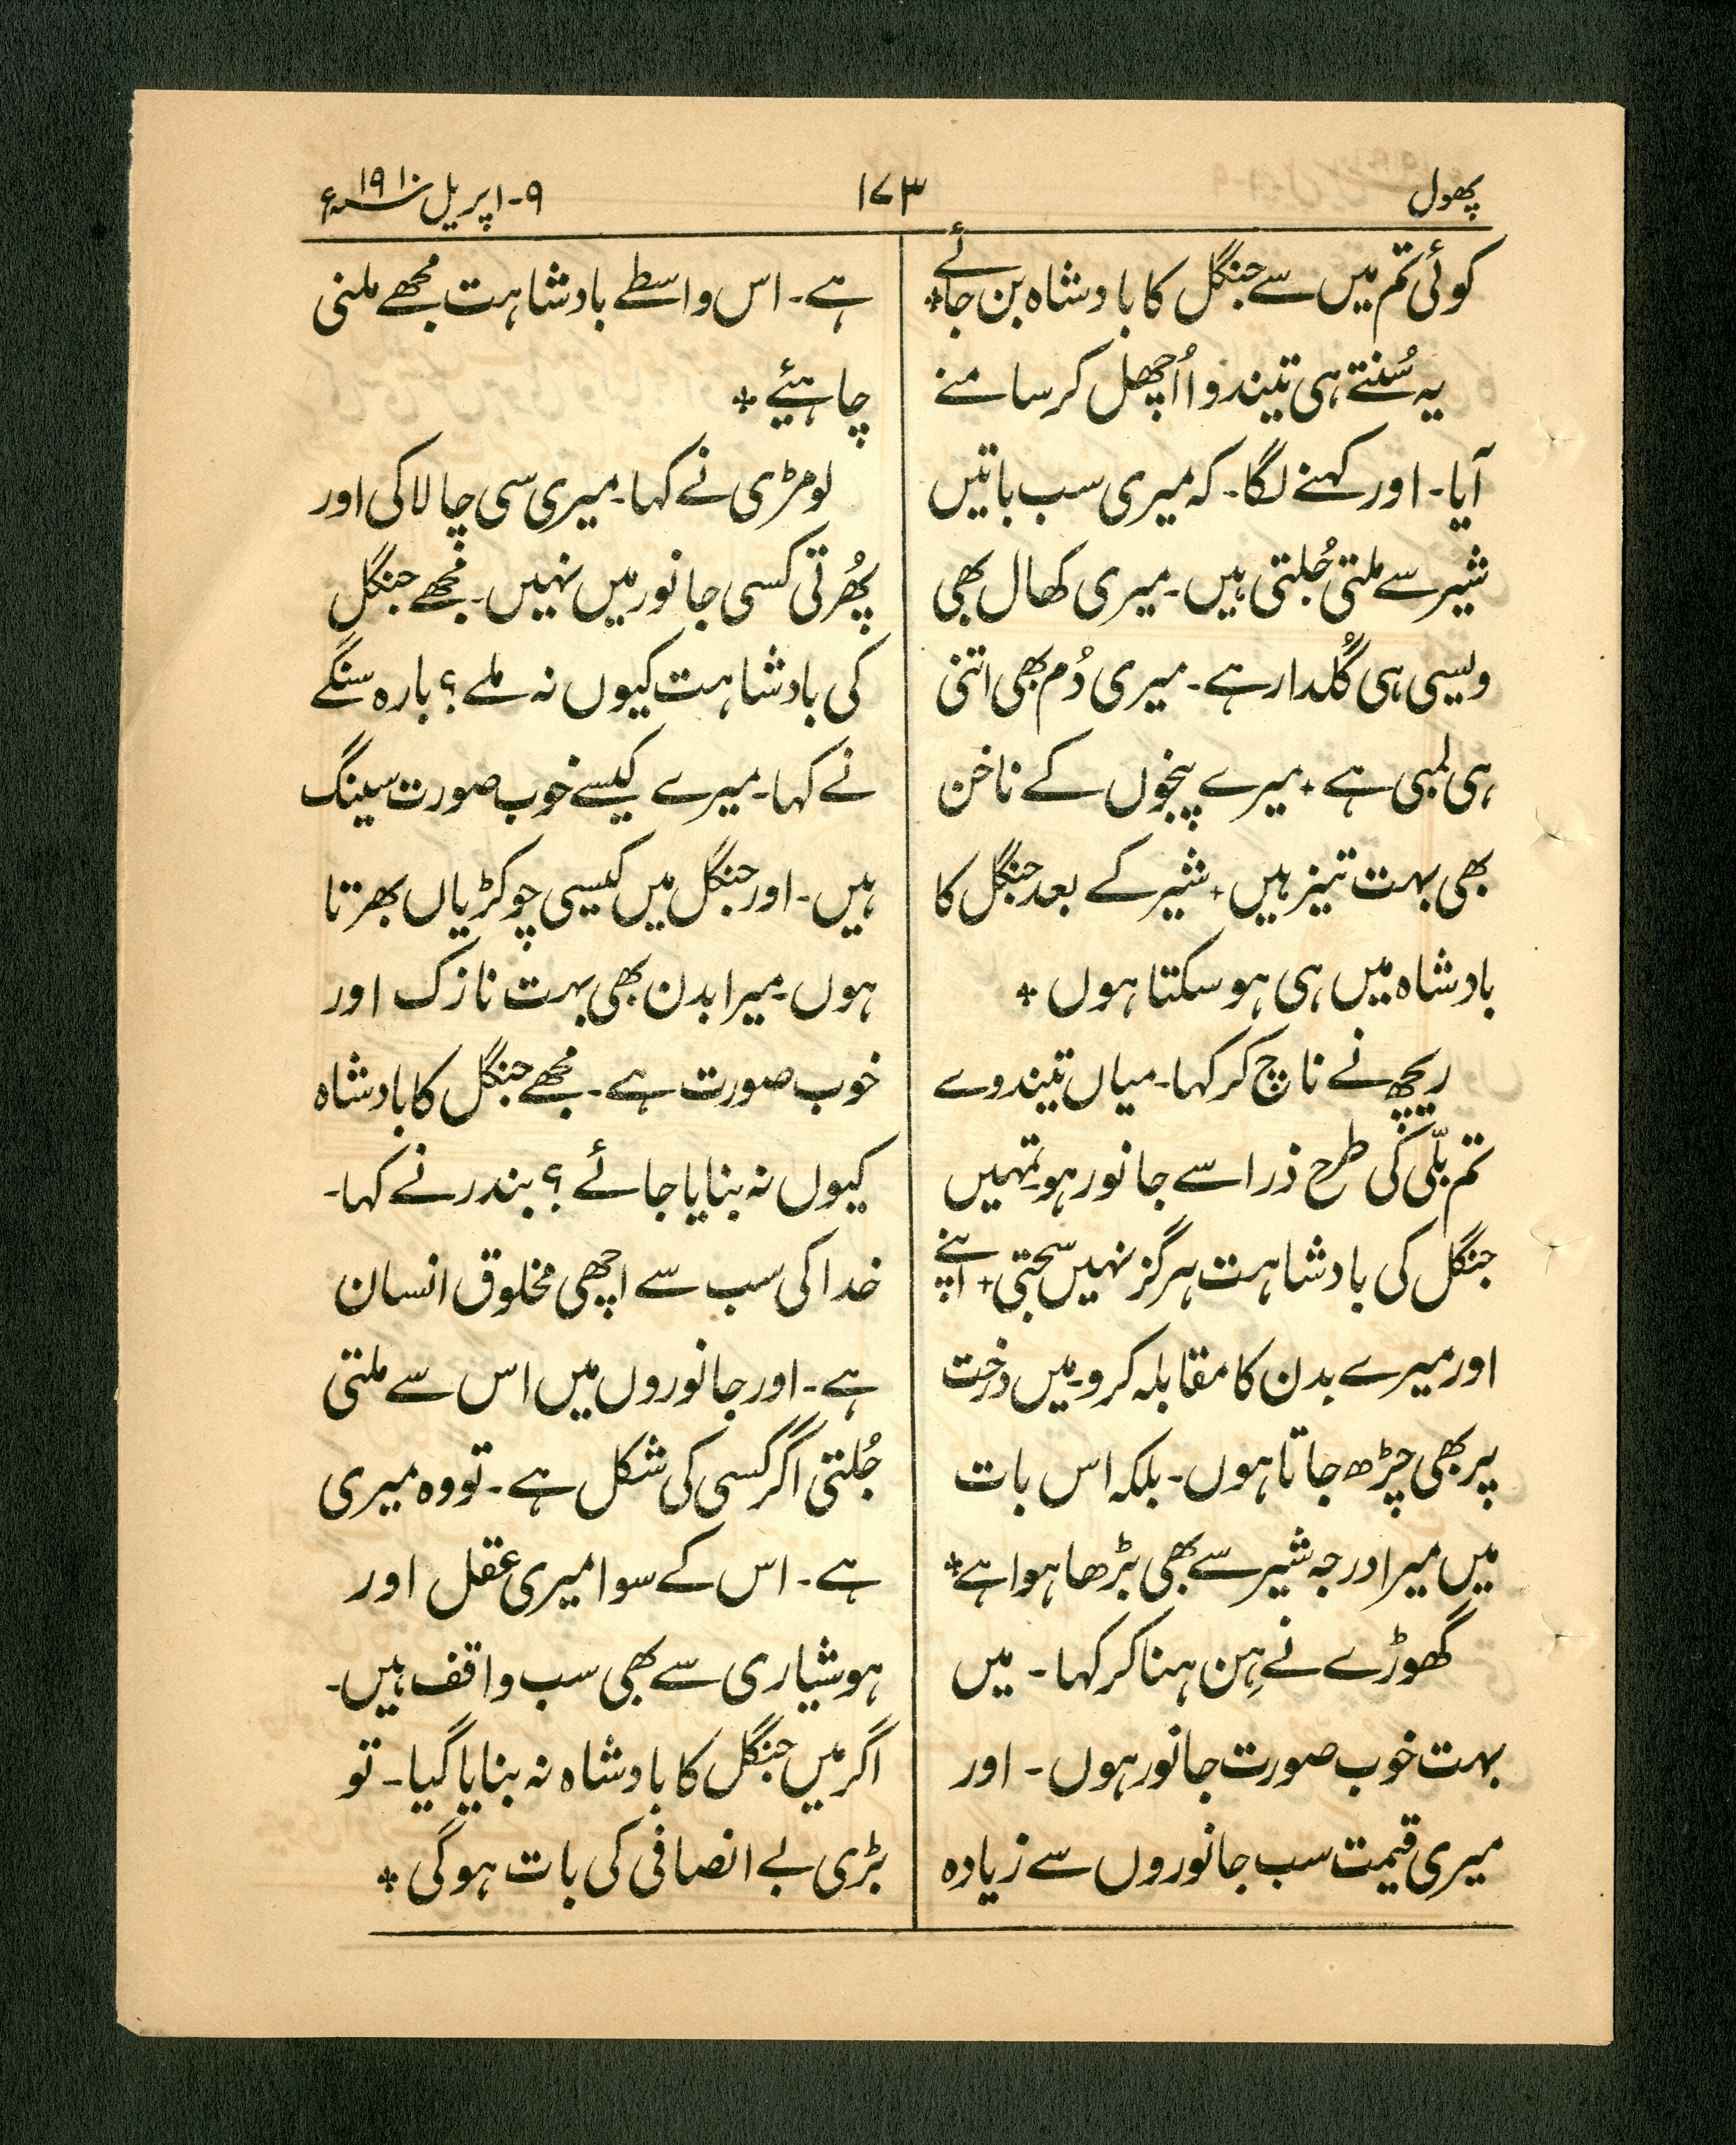 پھول
۱۷۳
۹-اپریل ۱۹۱۰ء
کوئی تم میں سے جنگل کا بادشاہ بن جائے +
یہ سُنتے ہی تیندوا اُچھل کر سامنے
آیا۔ اور کہنے لگا۔ کہ میری سب باتیں
شیر سے ملتی جُلتی ہیں۔ میری کھال بھی
ویسی ہی گُلدار ہے۔ میری دُم بھی اتنی
ہی لمبی ہے + میرے پنجوں کے ناخن
بھی بہت تیز ہیں + شیر کے بعد جنگل کا
بادشاہ میں ہی ہو سکتا ہوں +
ریچھ نے ناچ کر کہا۔ میاں تیندوے
تم بلّی کی طرح ذرا سے جانور ہو۔ تمہیں
جنگل کی بادشاہت ہرگز نہیں سجتی + اپنے
اور میرے بدن کا مقابلہ کرو۔ میں درخت
پر بھی چڑھ جاتا ہوں۔ بلکہ اس بات
میں میرا درجہ شیر سے بھی بڑھا ہوا ہے +
گھوڑے نے ہِن ہنا کر کہا۔ میں
بہت خوب صورت جانور ہوں۔ اور
میری قیمت سب جانوروں سے زیادہ
ہے۔ اس واسطے بادشاہت مجھے ملنی
چاہئیے +
لومڑی نے کہا۔ میری سی چالاکی اور
پھُرتی کسی جانور میں نہیں۔ مجھے جنگل
کی بادشاہت کیوں نہ ملے؟ بارہ سنگے
نے کہا۔ میرے کیسے خوب صورت سینگ
ہیں۔ اور جنگل میں کیسی چوکڑیاں بھرتا
ہوں۔ میرا بدن بھی بہت نازک اور
خوب صورت ہے۔ مجھے جنگل کا بادشاہ
کیوں نہ بنایا جائے؟ بندر نے کہا۔
خدا کی سب سے اچھی مخلوق انسان
ہے۔ اور جانوروں میں اس سے ملتی
جُلتی اگر کسی کی شکل ہے۔ تو وہ میری
ہے۔ اس کے سوا میری عقل اور
ہوشیاری سے بھی سب واقف ہیں۔
اگر میں جنگل کا بادشاہ نہ بنایا گیا۔ تو
بڑی بے انصافی کی بات ہوگی +